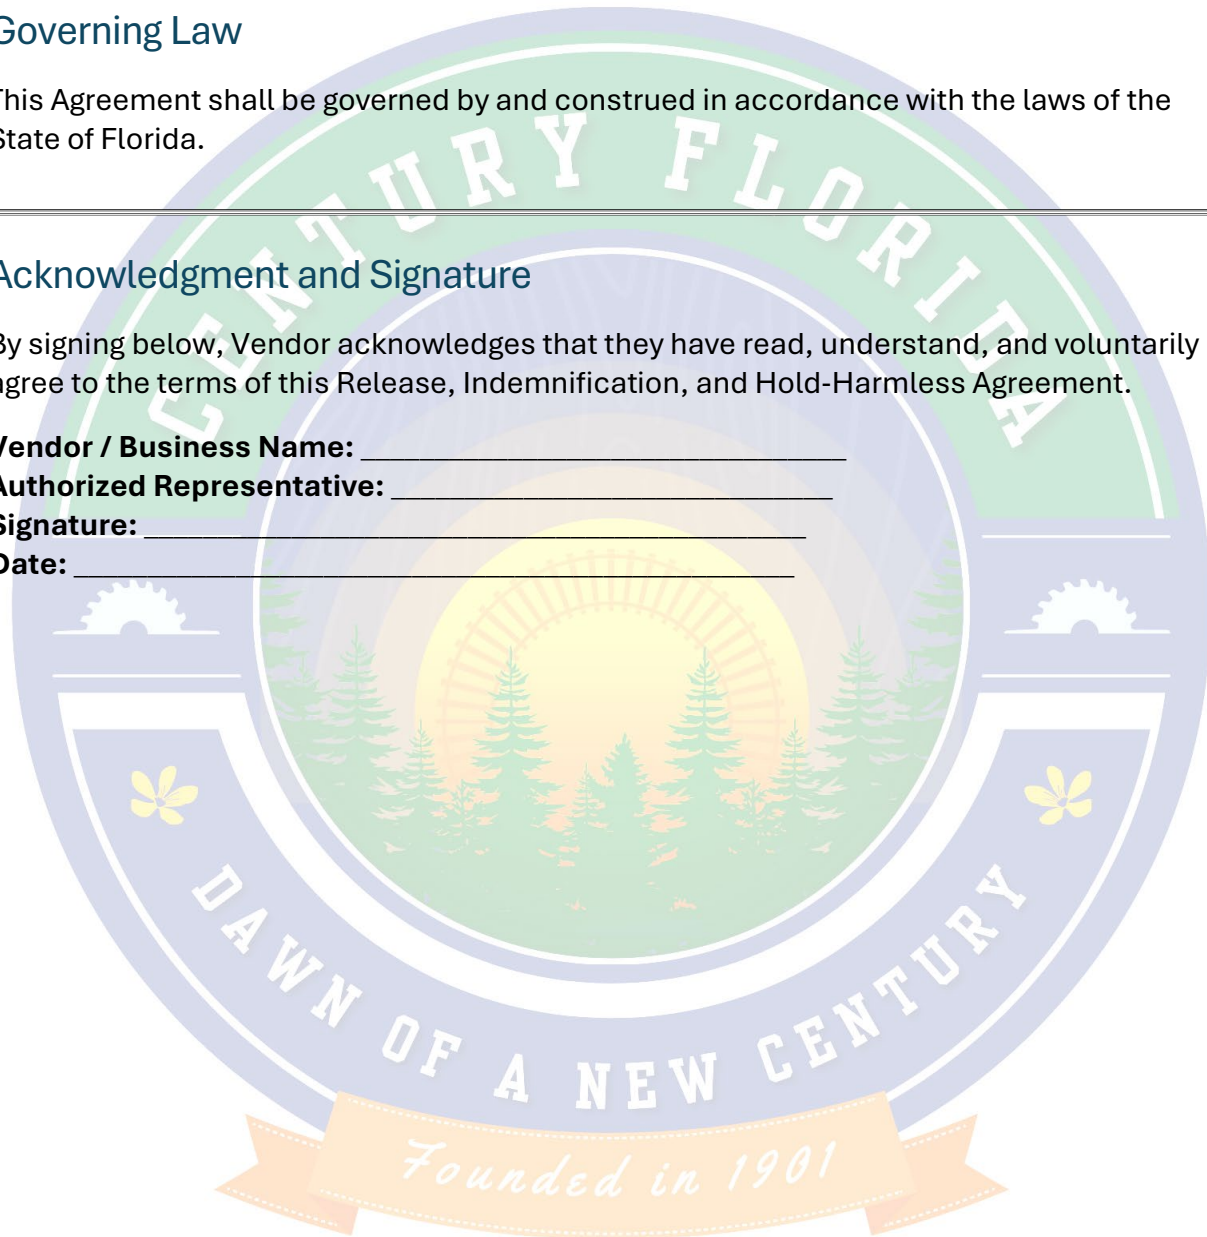 Governing Law
This Agreement shall be governed by and construed in accordance with the laws of the
State of Florida.
Acknowledgment and Signature
By signing below, Vendor acknowledges that they have read, understand, and voluntarily
agree to the terms of this Release, Indemnification, and Hold-Harmless Agreement.
Vendor / Business Name: _________________________________
Authorized Representative: ______________________________
Signature: _____________________________________________
Date: _________________________________________________
CENTURY FLORIDA
DAWN OF A NEW CENTURY
Founded in 1901